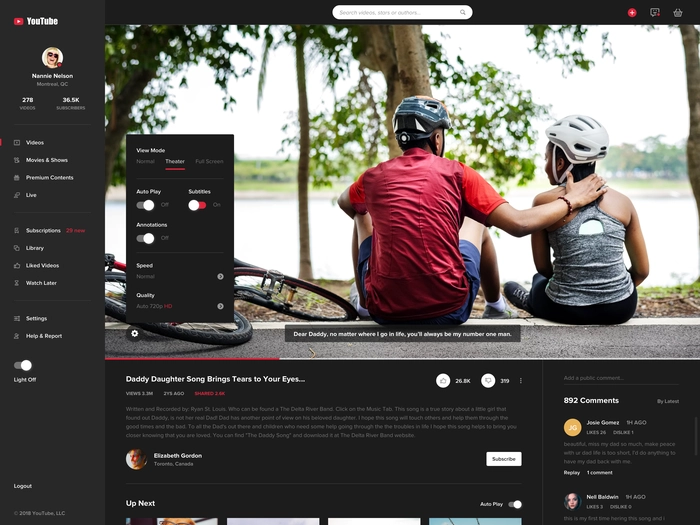 YouTube
Search videos, stars or authors...
Nannie Nelson
Montreal, QC
278
36.5K
VIDEOS
SUBSCRIBERS
Videos
Movies & Shows
Premium Contents
Live
Subscriptions 29 new
Library
Liked Videos
Watch Later
Settings
Help & Report
Light Off
Logout
© 2018 YouTube, LLC
View Mode
Normal Theater Full Screen
Auto Play Subtitles
Off On
Annotations
Off
Speed
Normal
Quality
Auto 720p HD
Dear Daddy, no matter where I go in life, you'll always be my number one man.
Daddy Daughter Song Brings Tears to Your Eyes...
26.8K
319
VIEWS 3.3M 2YS AGO SHARED 2.6K
Written and Recorded by Ryan St. Louis. Who can be found a The Delta River Band. Click on the Music Tab. This song is a true story about a little girl that
found out Daddy, is not her real Dad! Dad has another point of view on his beloved daughter. I hope this song will touch others and help them through the
good times and the bad. To all the Dad's out there and children who need some help going through the troubles in life I hope this song helps to bring you
closer knowing that you are loved. You can find "The Daddy Song" and download it at The Delta River Band website.
Elizabeth Gordon
Toronto, Canada
Subscribe
Up Next
Auto Play
Add a public comment...
892 Comments
By Latest
JG
Josie Gomez 1H AGO
LIKES 26 DISLIKE 1
beautiful, miss my dad so much, make peace
with ur dad life is too short, I'd do anything to
have my dad back with me.
Replay 1 comment
Nell Baldwin 1H AGO
LIKES 3 DISLIKE 0
this is my first time hering this song and i